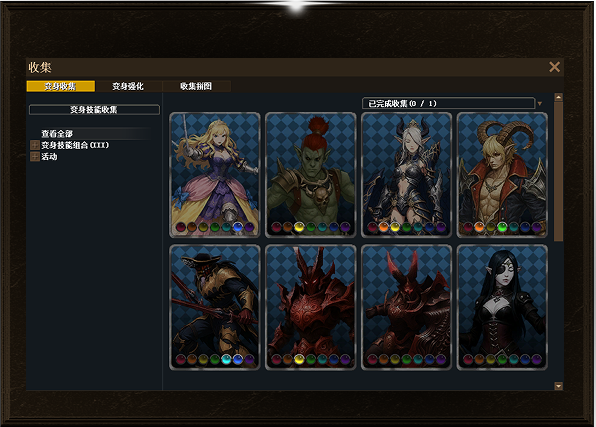 收集
变身收集 变身强化 收集拼图
变身技能收集
已完成收集(0 / 1)
查看全部
变身技能组合(III)
活动